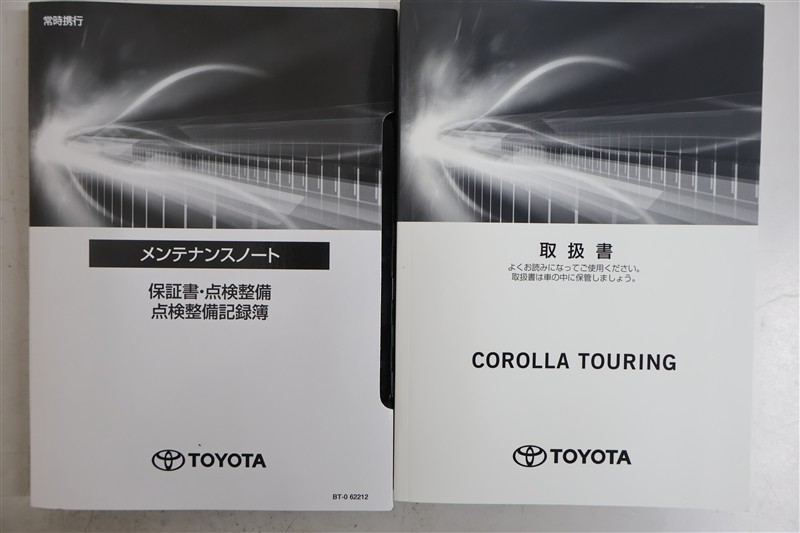 常時携行
メンテナンスノート
保証書・点検整備
点検整備記録簿
TOYOTA
BT-0 62212
取扱書
よくお読みになってご使用ください。
取扱書は車の中に保管しましょう。
COROLLA TOURING
TOYOTA